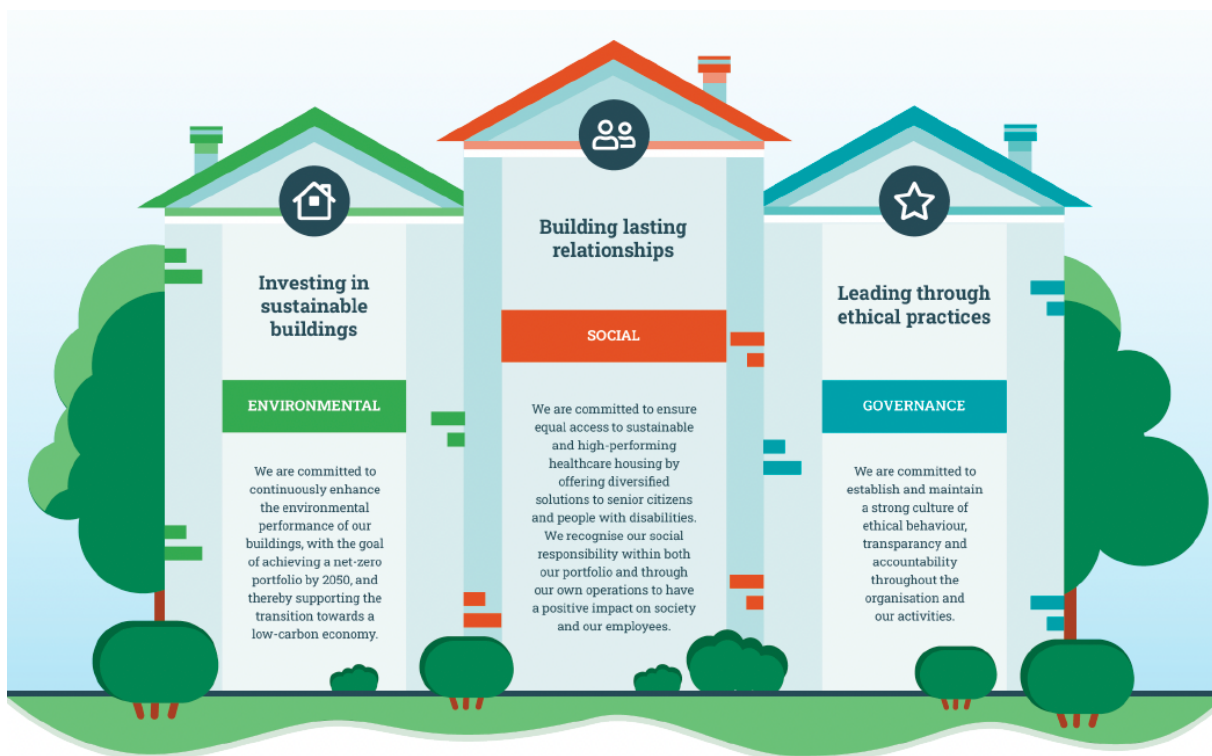 Investing in
sustainable
buildings
ENVIRONMENTAL
We are committed to
continuously enhance
the environmental
performance of our
buildings, with the goal
of achieving a net-zero
portfolio by 2050, and
thereby supporting the
transition towards a
low-carbon economy.
Building lasting
relationships
SOCIAL
We are committed to ensure
equal access to sustainable
and high-performing
healthcare housing by
offering diversified
solutions to senior citizens
and people with disabilities.
We recognise our social
responsibility within both
our portfolio and through
our own operations to have
a positive impact on society
and our employees.
Leading through
ethical practices
GOVERNANCE
We are committed to
establish and maintain
a strong culture of
ethical behaviour,
transparancy and
accountability
throughout the
organisation and
our activities.